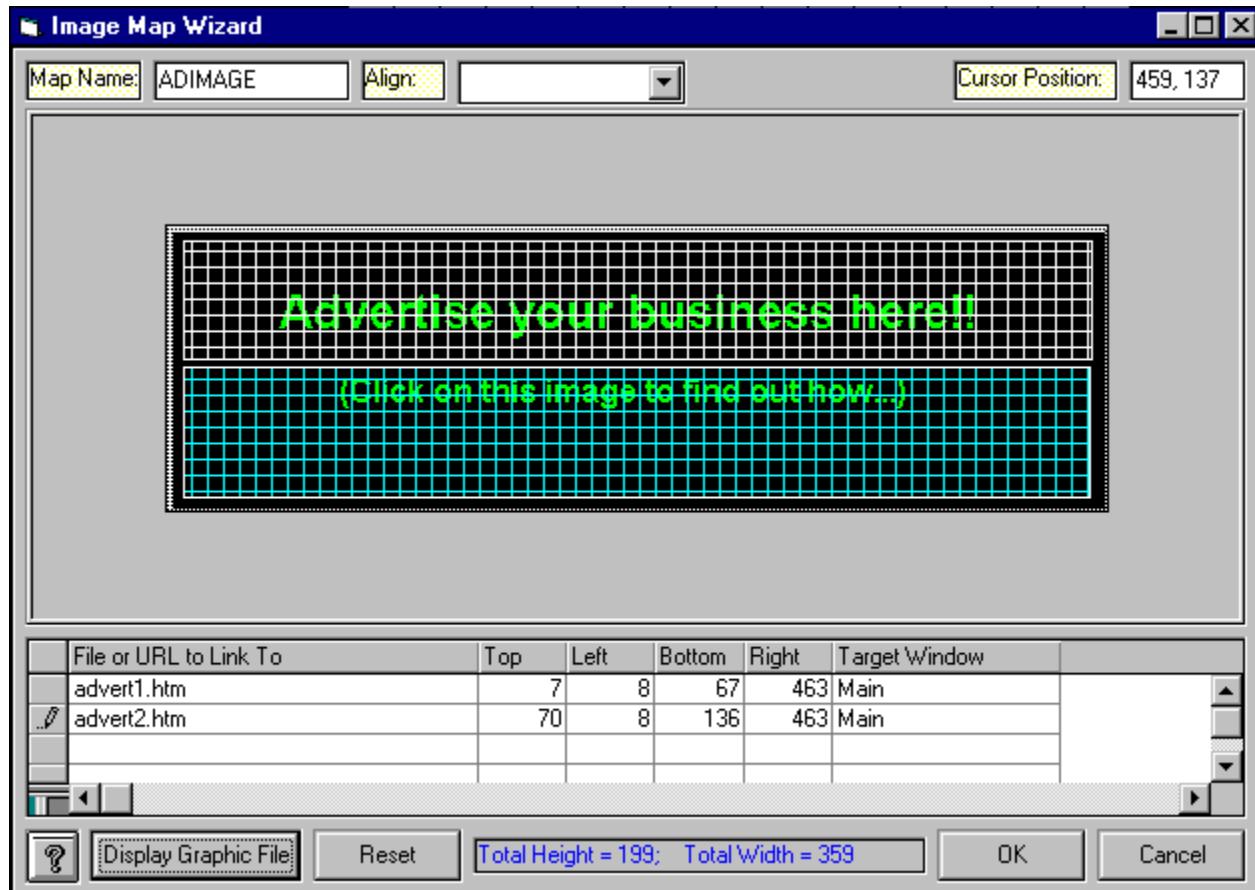 Image Map Wizard
Map Name: ADIMAGE Align: Cursor Position: 459, 137
Advertise your business here!!
(Click on this image to find out how...)
File or URL to Link To Top Left Bottom Right Target Window
advert1.htm 7 8 67 463 Main
advert2.htm 70 8 136 463 Main
? Display Graphic File Reset Total Height = 199; Total Width = 359 OK Cancel